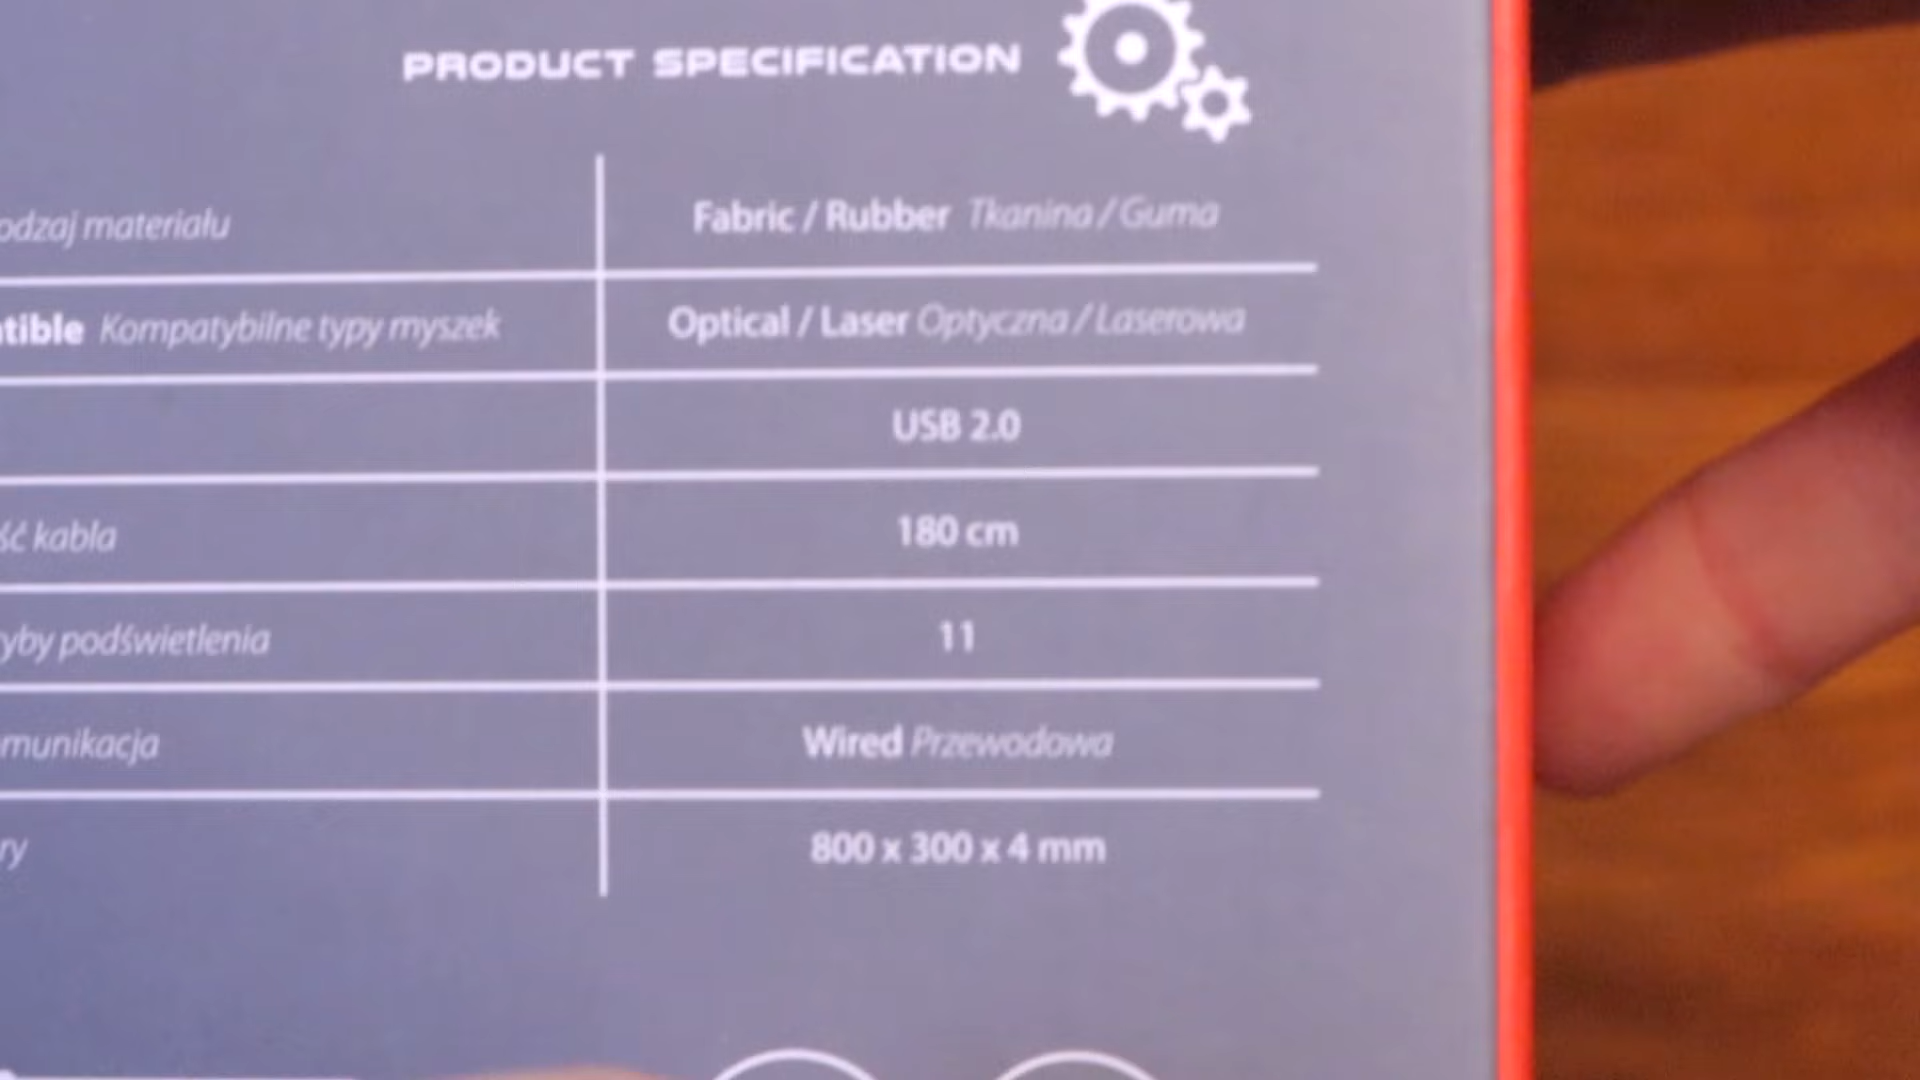 PRODUCT SPECIFICATION
odzaj materiału Fabric / Rubber Tkanina / Guma
tible Kompatybilne typy myszek Optical / Laser Optyczna / Laserowa
USB 2.0
ść kabla 180 cm
yby podświetlenia 11
munikacja Wired Przewodowa
ry 800 x 300 x 4 mm